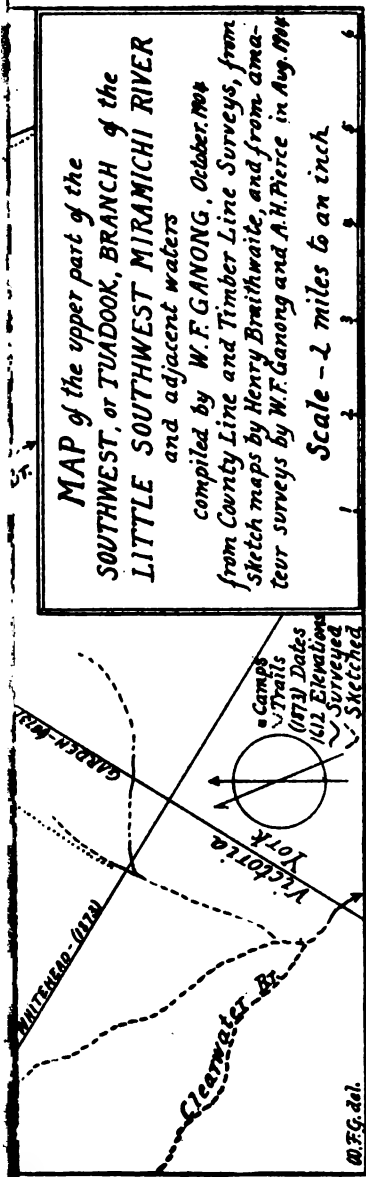 MAP of the upper part of the
SOUTHWEST, or TUADOOK, BRANCH of the
LITTLE SOUTHWEST MIRAMICHI RIVER
and adjacent waters
compiled by W.F. GANONG, October. 1904
from County Line and Timber Line Surveys, from
sketch maps by Henry Braithwaite, and from ama-
teur surveys by W.F. Ganong and A.H. Pierce in Aug. 1904
Scale - 2 miles to an inch
1 2 3 4 5 6
Camps
Trails
(1873) Dates
1612 Elevations
Surveyed
Sketched
GARDEN (1873)
WHITEHEAD - (1873)
Victoria
York
Clearwater Br.
W.F.G. del.